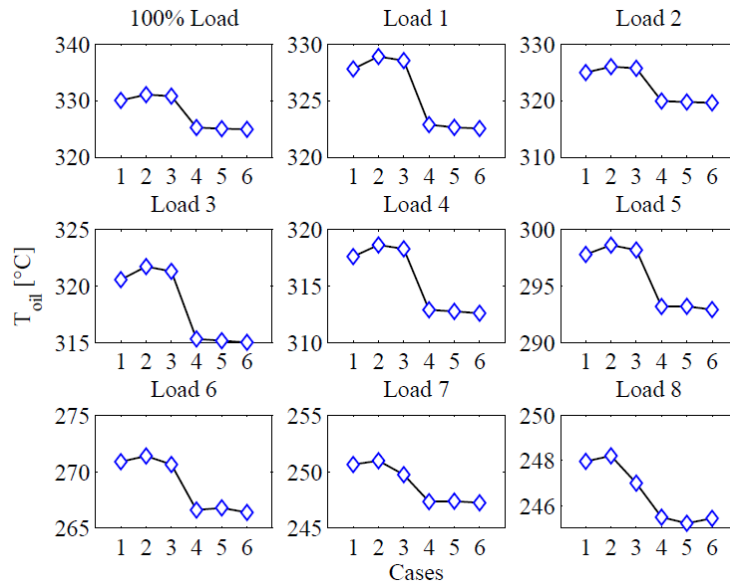 100% Load Load 1 Load 2
340 330 330
330 325 320
320 320 310
1 2 3 4 5 6 1 2 3 4 5 6 1 2 3 4 5 6
Load 3 Load 4 Load 5
325 320 300
320 315 295
315 310 290
1 2 3 4 5 6 1 2 3 4 5 6 1 2 3 4 5 6
T_oil [°C]
Load 6 Load 7 Load 8
275 255 250
270 250 248
265 245 246
1 2 3 4 5 6 1 2 3 4 5 6 1 2 3 4 5 6
Cases